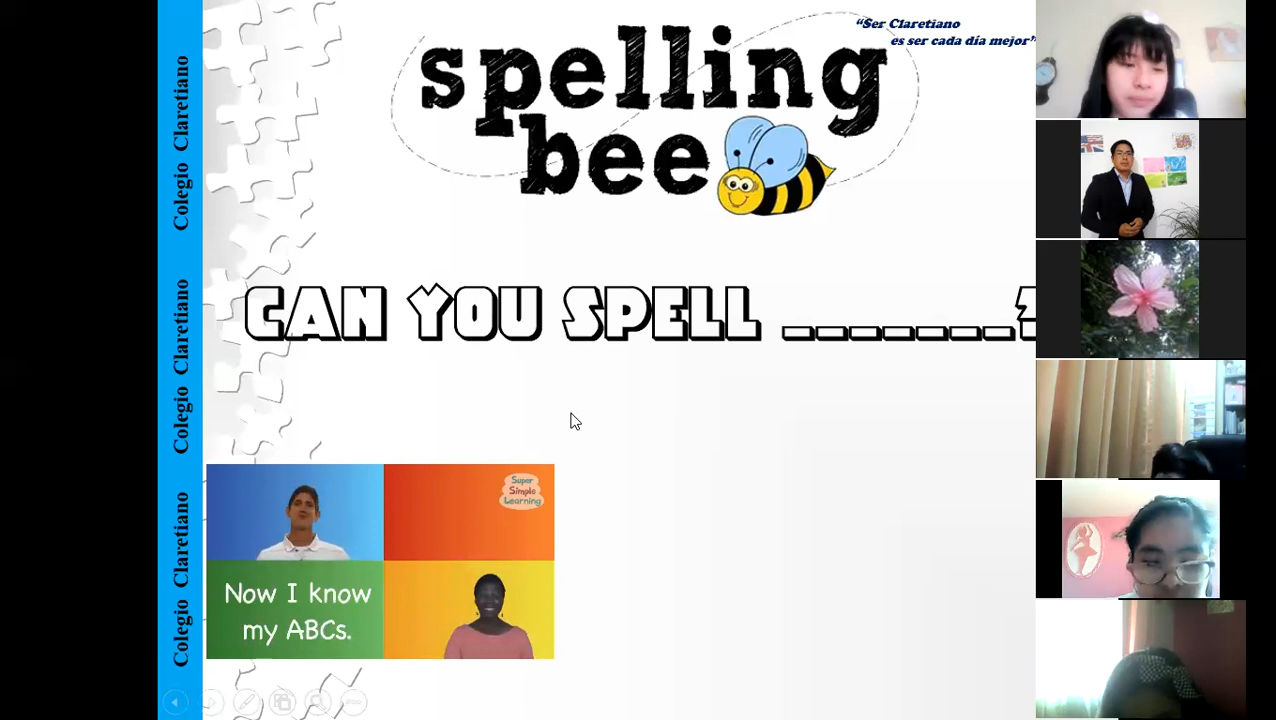 “Ser Claretiano
es ser cada día mejor”
spelling
bee
CAN YOU SPELL _______?
Colegio Claretiano
Colegio Claretiano
Colegio Claretiano
Super
Simple
Learning
Now I know
my ABCs.